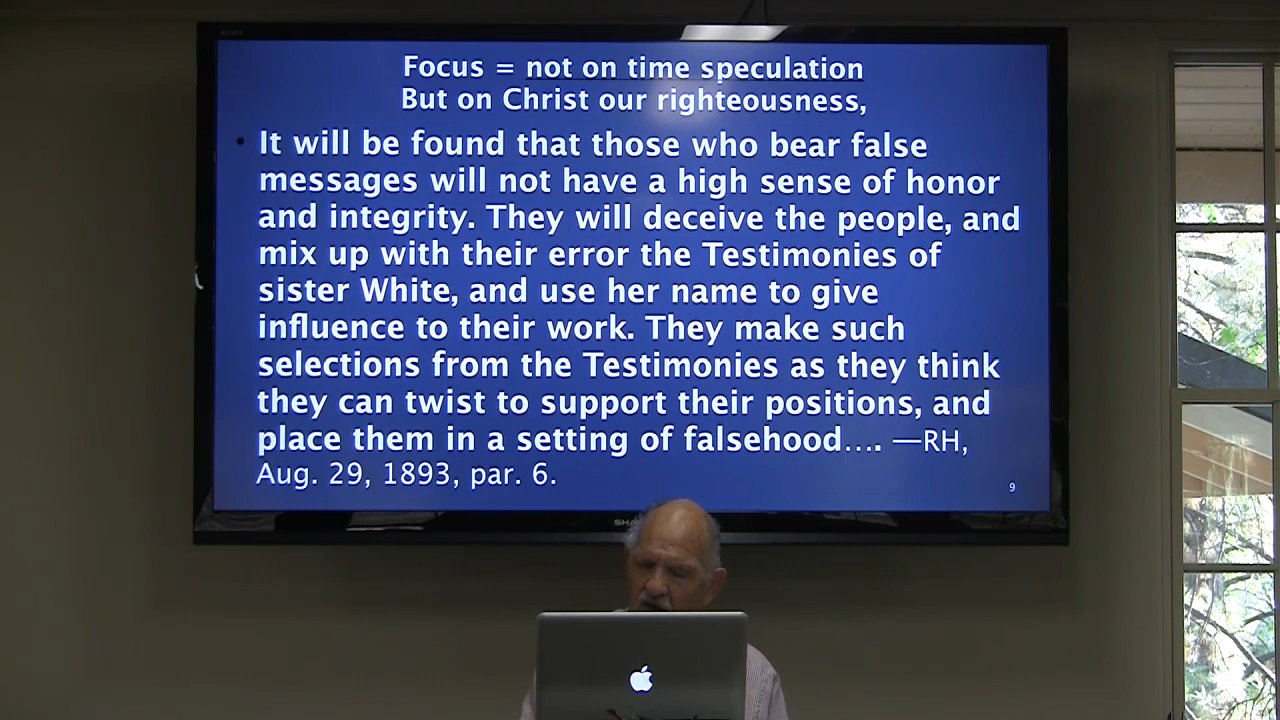 Focus = not on time speculation
But on Christ our righteousness,
• It will be found that those who bear false
messages will not have a high sense of honor
and integrity. They will deceive the people, and
mix up with their error the Testimonies of
sister White, and use her name to give
influence to their work. They make such
selections from the Testimonies as they think
they can twist to support their positions, and
place them in a setting of falsehood…. —RH,
Aug. 29, 1893, par. 6.
9